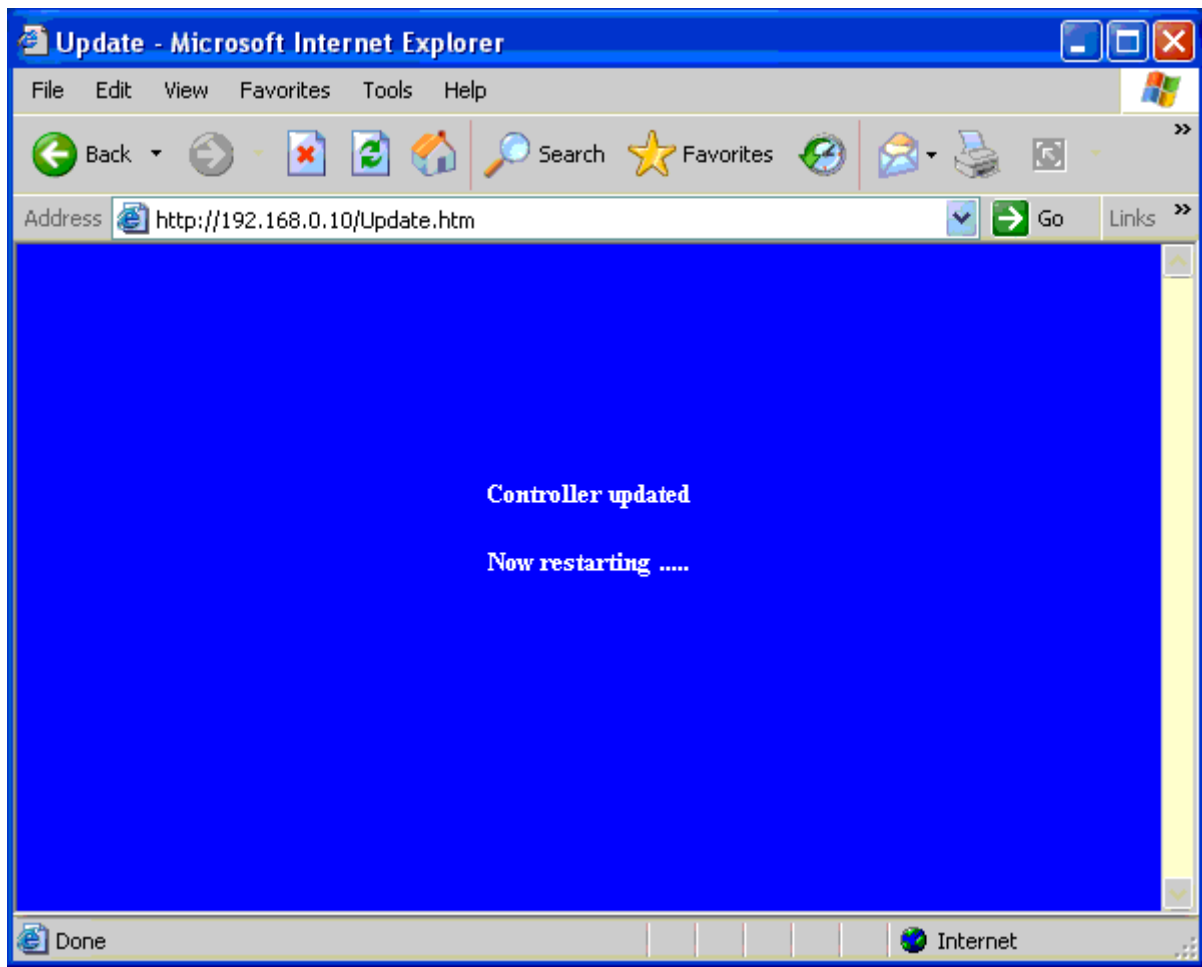 Update - Microsoft Internet Explorer
File Edit View Favorites Tools Help
Back Search Favorites »
Address http://192.168.0.10/Update.htm Go Links »
Controller updated
Now restarting .....
Done Internet